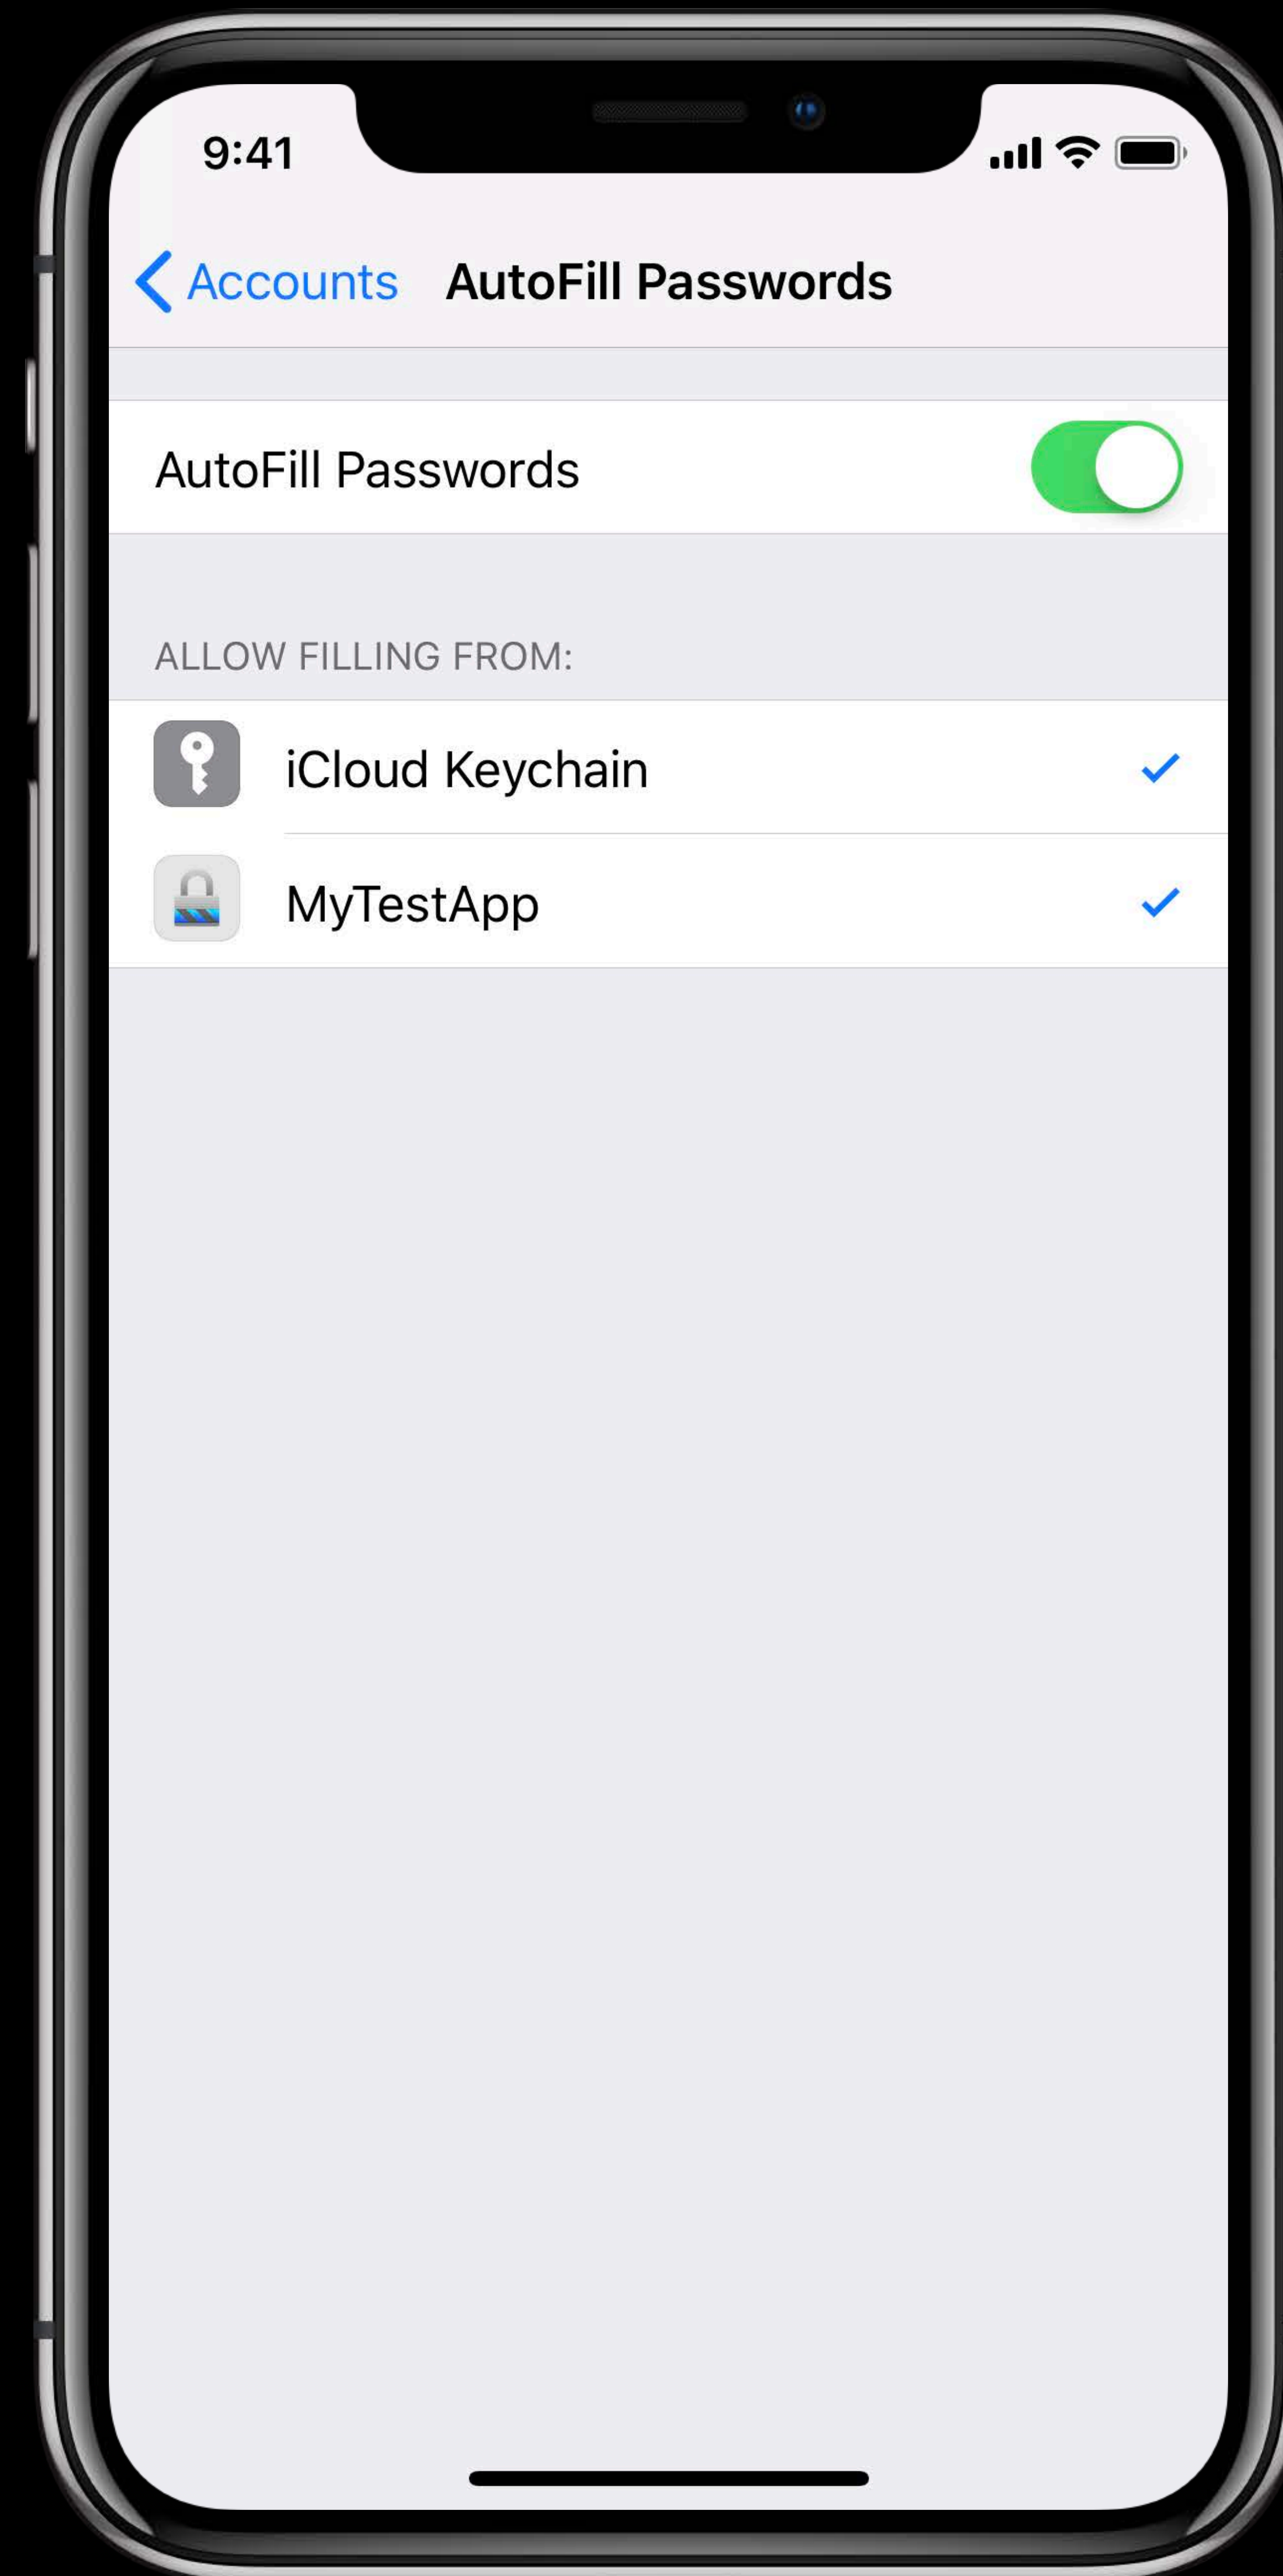 9:41
Accounts AutoFill Passwords
AutoFill Passwords
ALLOW FILLING FROM:
iCloud Keychain
MyTestApp